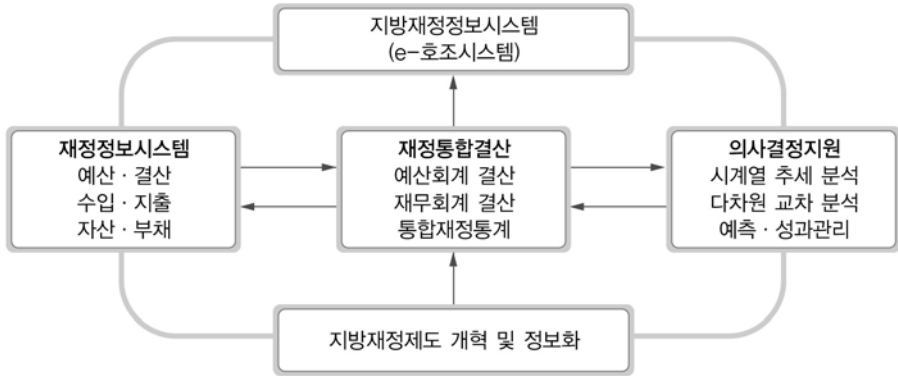 지방재정정보시스템
(e-호조시스템)
재정정보시스템
예산 · 결산
수입 · 지출
자산 · 부채
재정통합결산
예산회계 결산
재무회계 결산
통합재정통계
의사결정지원
시계열 추세 분석
다차원 교차 분석
예측 · 성과관리
지방재정제도 개혁 및 정보화